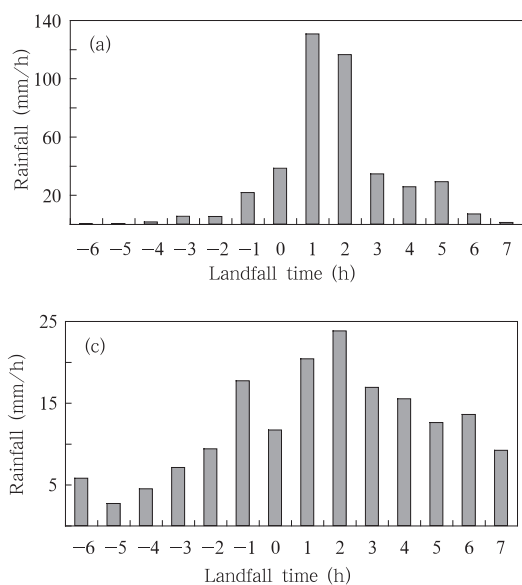 (a)
Rainfall (mm/h)
140
100
60
20
−6 −5 −4 −3 −2 −1 0 1 2 3 4 5 6 7
Landfall time (h)
(c)
Rainfall (mm/h)
25
15
5
−6 −5 −4 −3 −2 −1 0 1 2 3 4 5 6 7
Landfall time (h)